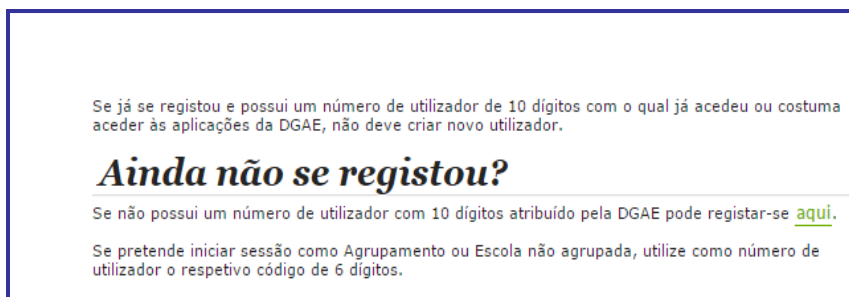 Se já se registou e possui um número de utilizador de 10 dígitos com o qual já acedeu ou costuma
aceder às aplicações da DGAE, não deve criar novo utilizador.
Ainda não se registou?
Se não possui um número de utilizador com 10 dígitos atribuído pela DGAE pode registar-se aqui.
Se pretende iniciar sessão como Agrupamento ou Escola não agrupada, utilize como número de
utilizador o respetivo código de 6 dígitos.